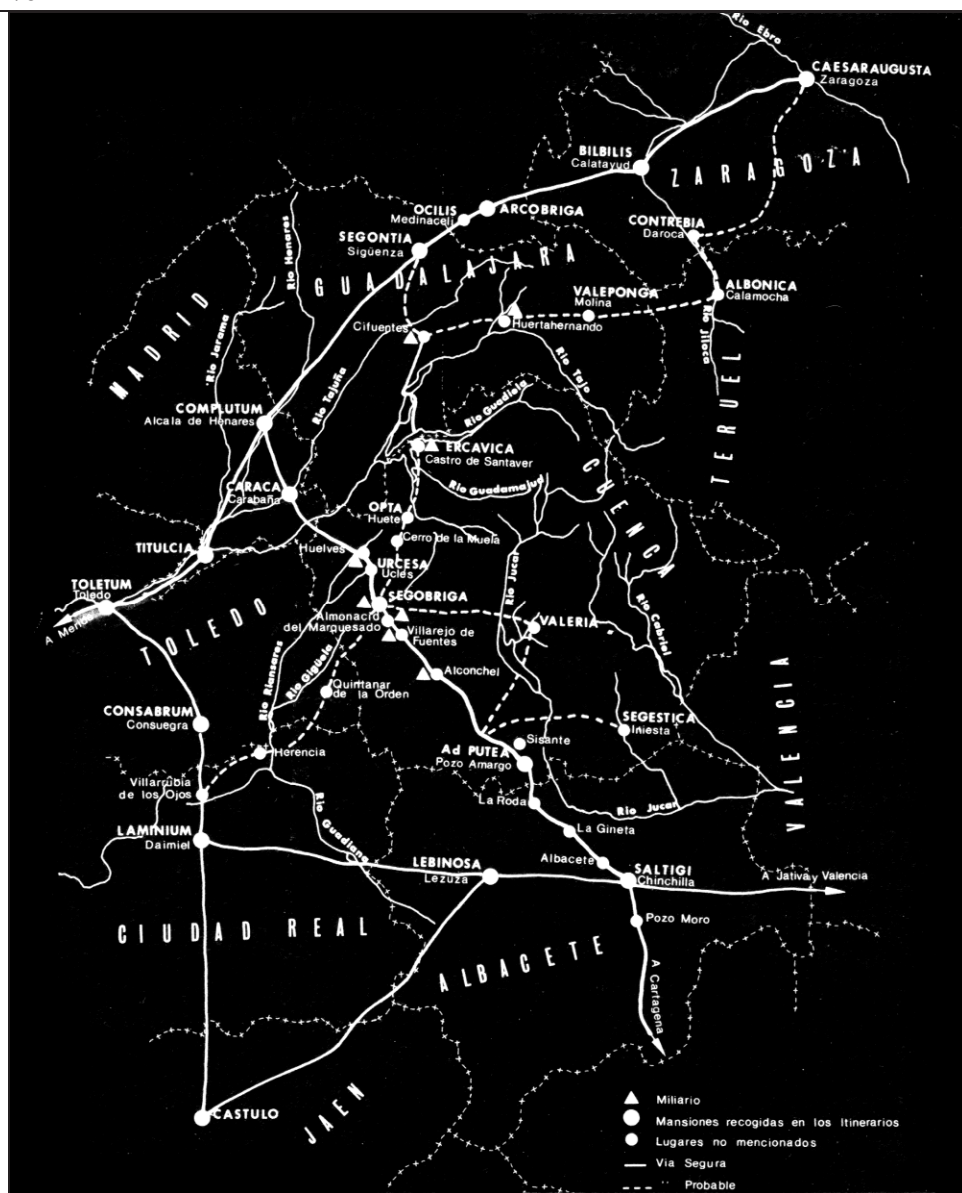 Rio Ebro
CAESARAUGUSTA
Zaragoza
BILBILIS
Calatayud
ZARAGOZA
OCILIS
Medinaceli
ARCOBRIGA
CONTREBIA
Daroca
SEGONTIA
Sigüenza
Rio Henares
GUADALAJARA
VALEPONGA
Molina
ALBONICA
Calamocha
MADRID
Rio Jarama
Cifuentes
Huertahernando
Rio Jiloca
Rio Tajuña
Rio Tajo
TERUEL
COMPLUTUM
Alcala de Henares
Rio Guadiela
ERCAVICA
Castro de Santaver
CUENCA
CARACA
Carabaña
Rio Guadamajud
OPTA
Huete
Cerro de la Muela
TITULCIA
Huelves
URCESA
Ucles
Rio Jucar
TOLETUM
Toledo
A Merida
TOLEDO
SEGOBRIGA
Almonacid
del Marquesado
Villarejo de
Fuentes
VALERIA
Rio Cabriel
Rio Riansares
Rio Gigüela
Alconchel
Quintanar
de la Orden
VALENCIA
CONSABRUM
Consuegra
SEGESTICA
Iniesta
Herencia
Sisante
Ad PUTEA
Pozo Amargo
Villarrubia
de los Ojos
La Roda
Rio Jucar
Rio Guadiana
LAMINIUM
Daimiel
La Gineta
LEBINOSA
Lezuza
Albacete
SALTIGI
Chinchilla
A Jativa y Valencia
CIUDAD REAL
Pozo Moro
ALBACETE
A Cartagena
CASTULO
JAEN
Miliario
Mansiones recogidas en los Itinerarios
Lugares no mencionados
Via Segura
" Probable